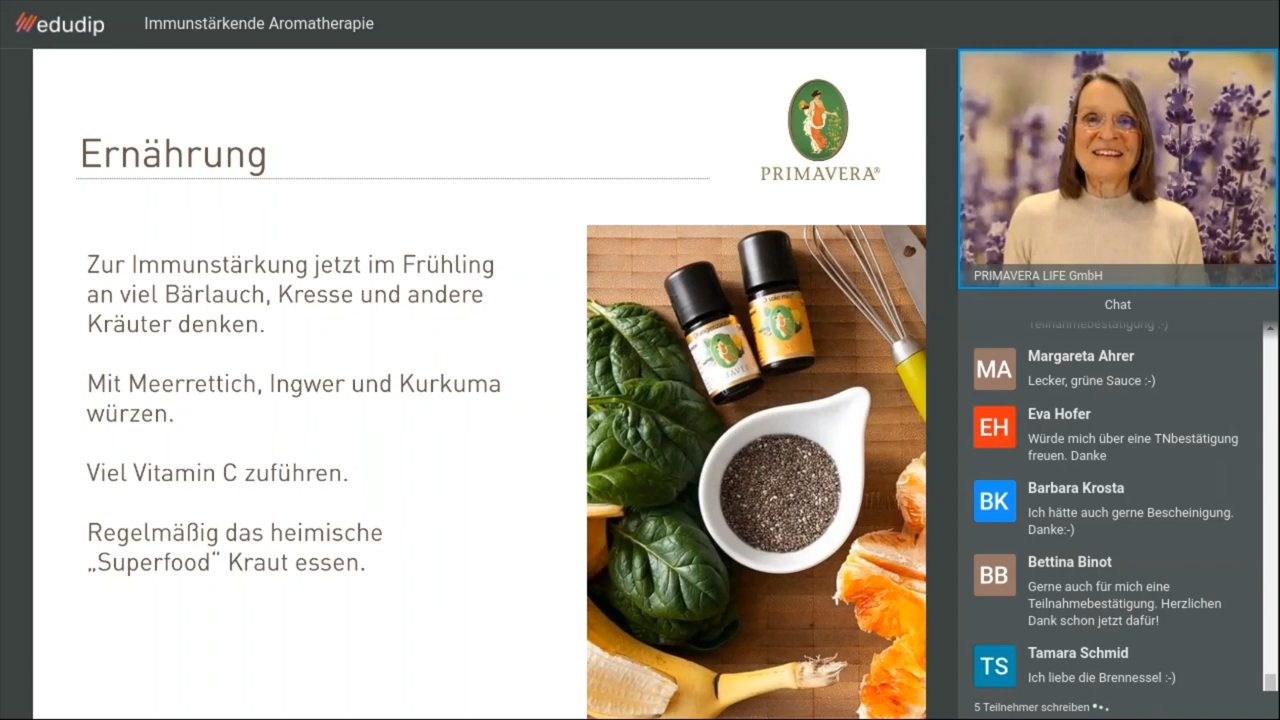 edudip
Immunstärkende Aromatherapie
Ernährung
PRIMAVERA®
Zur Immunstärkung jetzt im Frühling
an viel Bärlauch, Kresse und andere
Kräuter denken.
Mit Meerrettich, Ingwer und Kurkuma
würzen.
Viel Vitamin C zuführen.
Regelmäßig das heimische
„Superfood“ Kraut essen.
PRIMAVERA LIFE GmbH
Chat
Teilnahmebestätigung :-)
MA
Margareta Ahrer
Lecker, grüne Sauce :-)
EH
Eva Hofer
Würde mich über eine TNbestätigung
freuen. Danke
BK
Barbara Krosta
Ich hätte auch gerne Bescheinigung.
Danke:-)
BB
Bettina Binot
Gerne auch für mich eine
Teilnahmebestätigung. Herzlichen
Dank schon jetzt dafür!
TS
Tamara Schmid
Ich liebe die Brennessel :-)
5 Teilnehmer schreiben